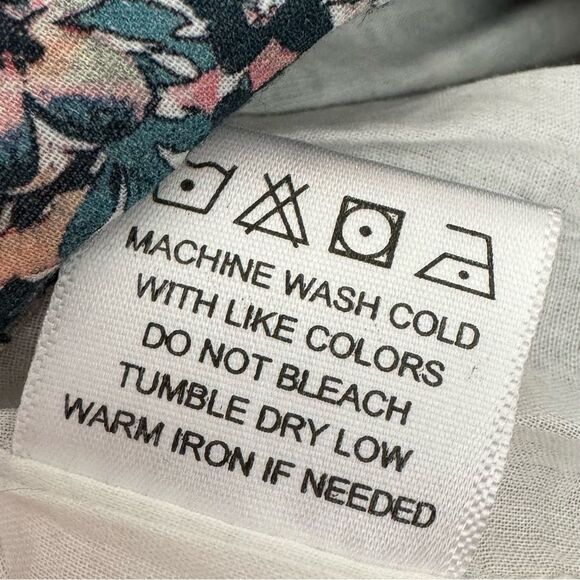 MACHINE WASH COLD
WITH LIKE COLORS
DO NOT BLEACH
TUMBLE DRY LOW
WARM IRON IF NEEDED